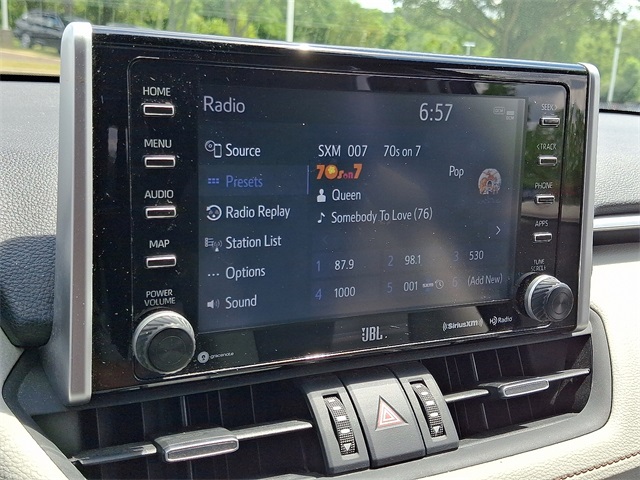 HOME
MENU
AUDIO
MAP
POWER
VOLUME
Radio
6:57
Source
Presets
Radio Replay
Station List
Options
Sound
SXM 007 70s on 7
70s on 7
Pop
Queen
Somebody To Love (76)
1 87.9 2 98.1 3 530
4 1000 5 001 sxm 6 (Add New)
SEEK
TRACK
PHONE
APPS
TUNE
SCROLL
gracenote
JBL
SiriusXM
HD Radio